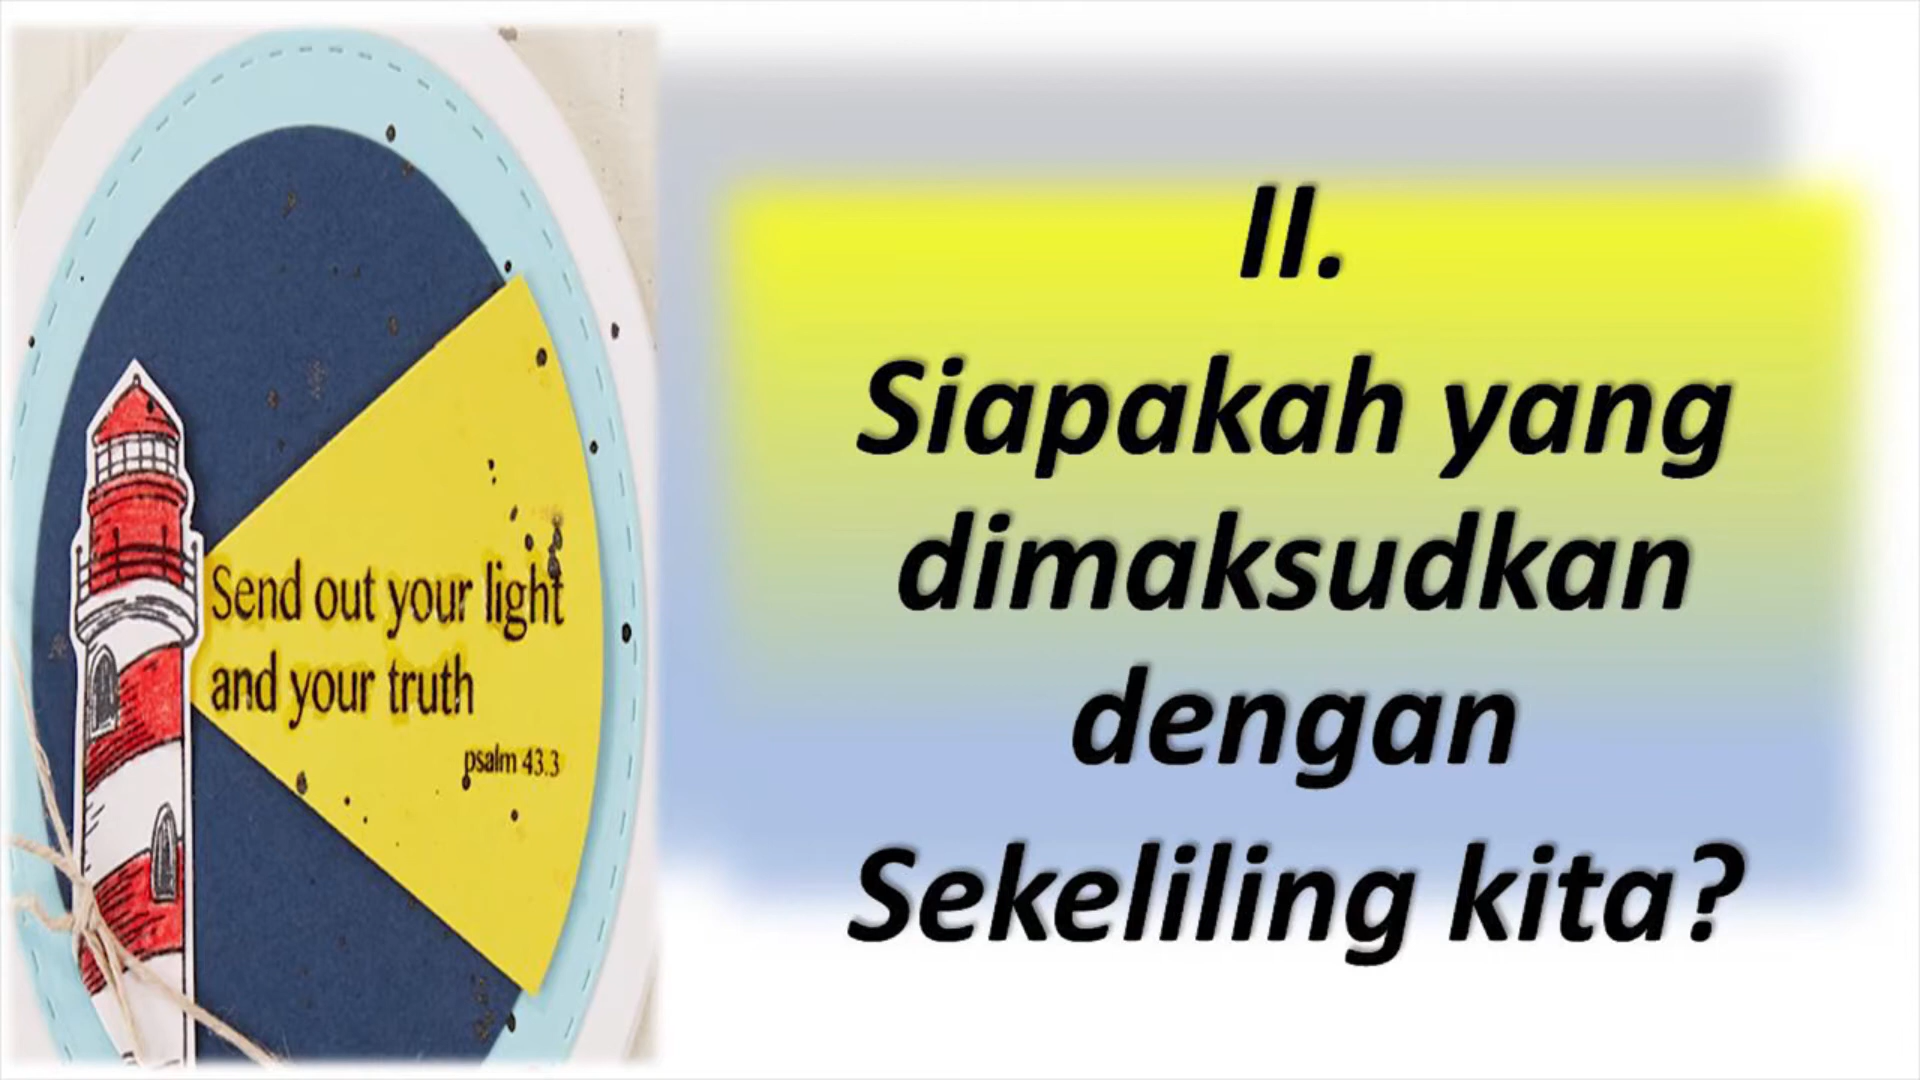 Send out your light
and your truth
psalm 43.3
II.
Siapakah yang
dimaksudkan
dengan
Sekeliling kita?